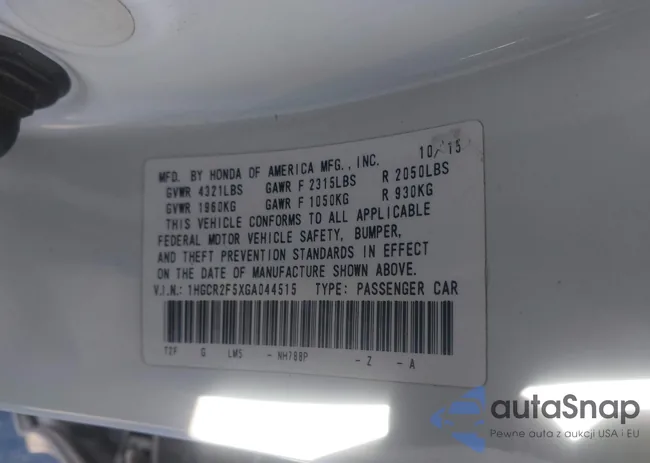 MFD. BY HONDA OF AMERICA MFG., INC. 10/15
GVWR 4321LBS GAWR F 2315LBS R 2050LBS
GVWR 1960KG GAWR F 1050KG R 930KG
THIS VEHICLE CONFORMS TO ALL APPLICABLE
FEDERAL MOTOR VEHICLE SAFETY, BUMPER,
AND THEFT PREVENTION STANDARDS IN EFFECT
ON THE DATE OF MANUFACTURE SHOWN ABOVE.
V.I.N.: 1HGCR2F5XGA044515 TYPE: PASSENGER CAR
TZF G LMS - NH788P - Z - A
autaSnap
Pewne auta z aukcji USA i EU